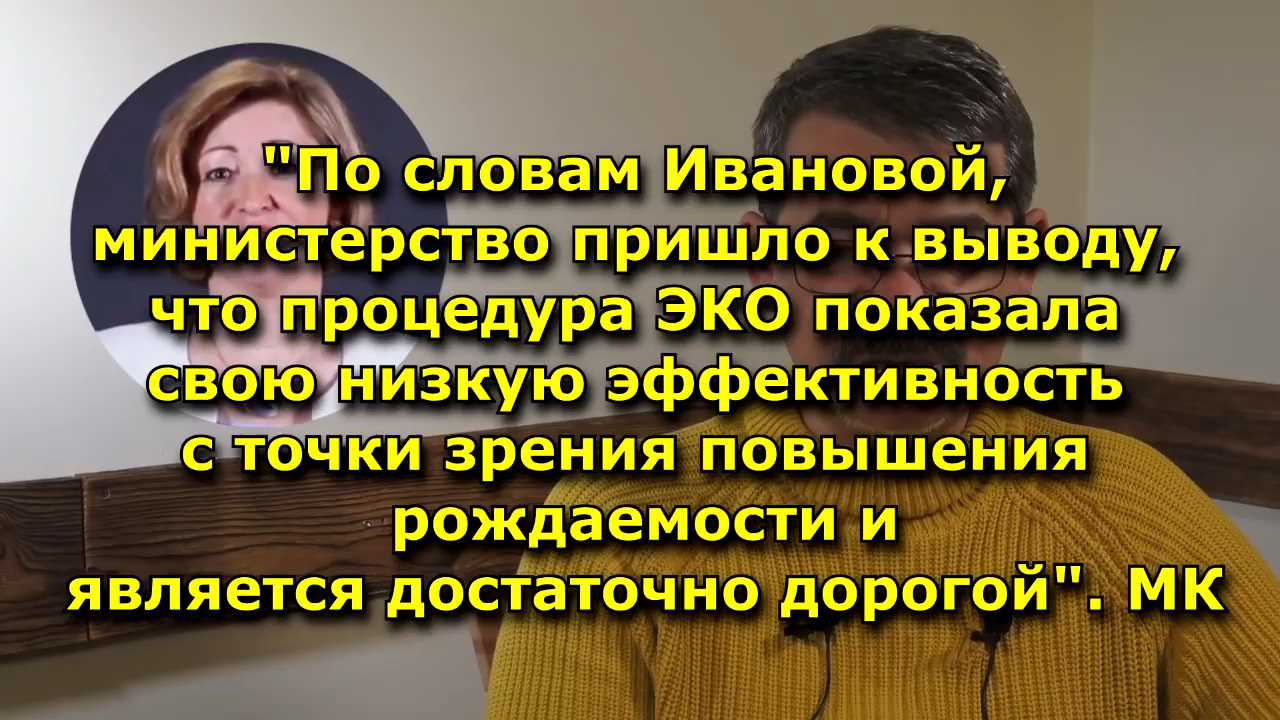 "По словам Ивановой,
министерство пришло к выводу,
что процедура ЭКО показала
свою низкую эффективность
с точки зрения повышения
рождаемости и
является достаточно дорогой". МК